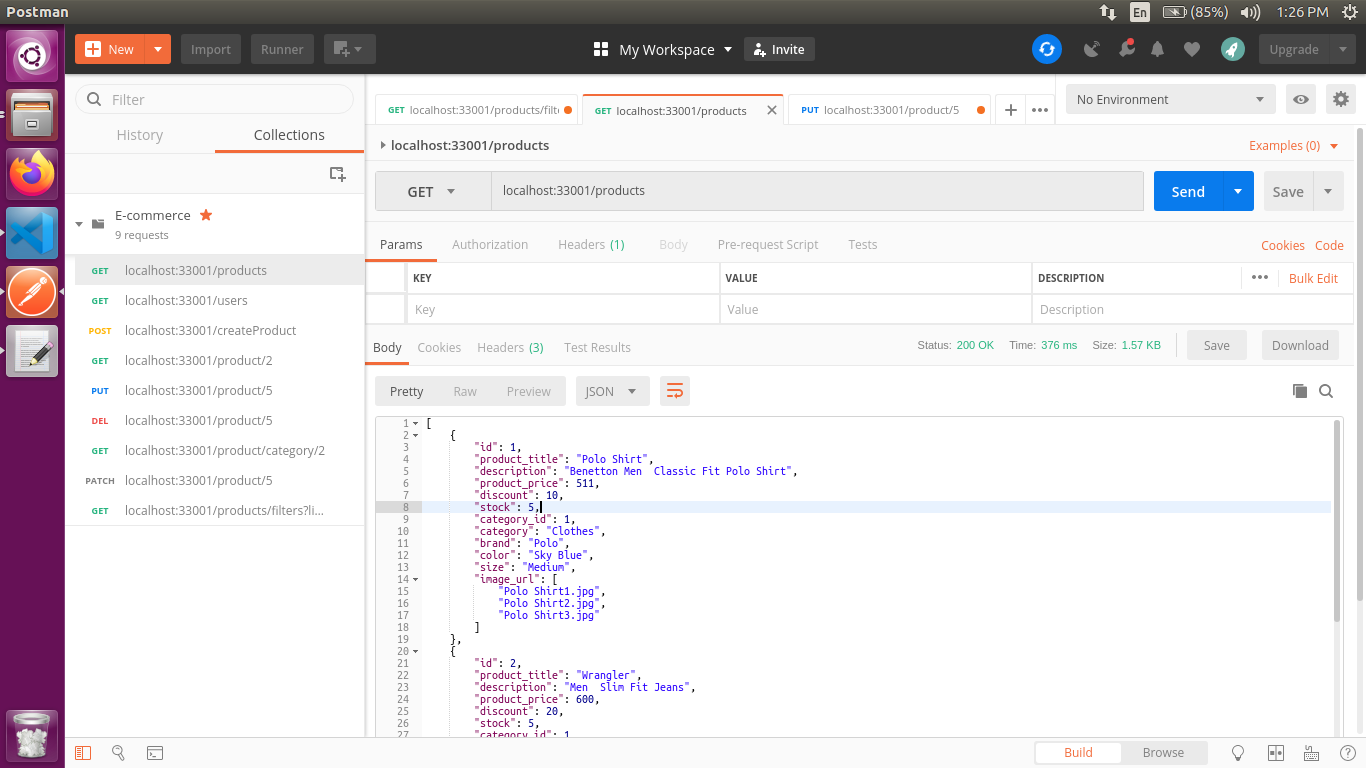 Postman
En (85%) 1:26 PM
New Import Runner My Workspace Invite Upgrade
Filter
History Collections
E-commerce
9 requests
GET localhost:33001/products
GET localhost:33001/users
POST localhost:33001/createProduct
GET localhost:33001/product/2
PUT localhost:33001/product/5
DEL localhost:33001/product/5
GET localhost:33001/product/category/2
PATCH localhost:33001/product/5
GET localhost:33001/products/filters?li...
GET localhost:33001/products/filt GET localhost:33001/products PUT localhost:33001/product/5 No Environment
localhost:33001/products Examples (0)
GET localhost:33001/products Send Save
Params Authorization Headers (1) Body Pre-request Script Tests Cookies Code
KEY VALUE DESCRIPTION Bulk Edit
Key Value Description
Body Cookies Headers (3) Test Results Status: 200 OK Time: 376 ms Size: 1.57 KB Save Download
Pretty Raw Preview JSON
1 [
2 {
3 "id": 1,
4 "product_title": "Polo Shirt",
5 "description": "Benetton Men  Classic Fit Polo Shirt",
6 "product_price": 511,
7 "discount": 10,
8 "stock": 5,
9 "category_id": 1,
10 "category": "Clothes",
11 "brand": "Polo",
12 "color": "Sky Blue",
13 "size": "Medium",
14 "image_url": [
15 "Polo Shirt1.jpg",
16 "Polo Shirt2.jpg",
17 "Polo Shirt3.jpg"
18 ]
19 },
20 {
21 "id": 2,
22 "product_title": "Wrangler",
23 "description": "Men  Slim Fit Jeans",
24 "product_price": 600,
25 "discount": 20,
26 "stock": 5,
27 "category_id": 1
Build Browse